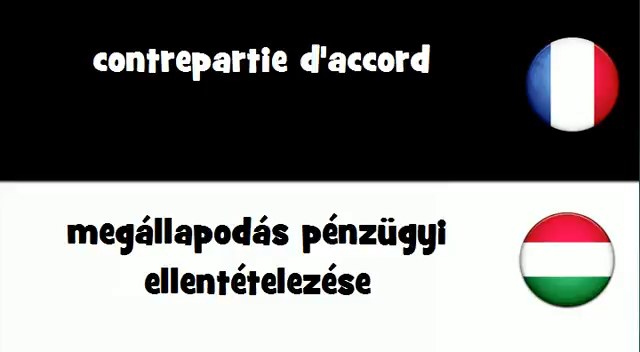 contrepartie d'accord
megállapodás pénzügyi
ellentételezése